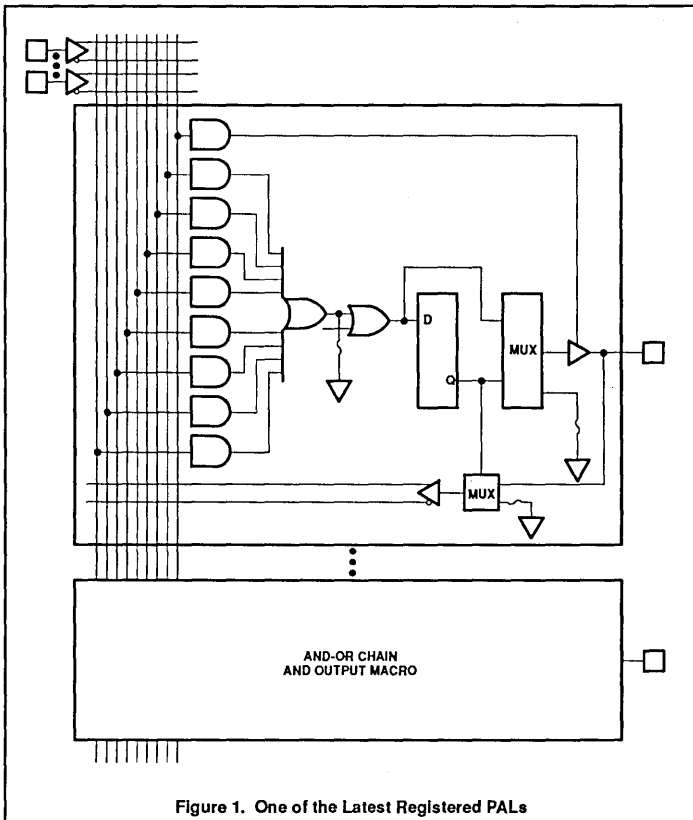 D
MUX
Q
MUX
AND-OR CHAIN
AND OUTPUT MACRO
Figure 1. One of the Latest Registered PALs